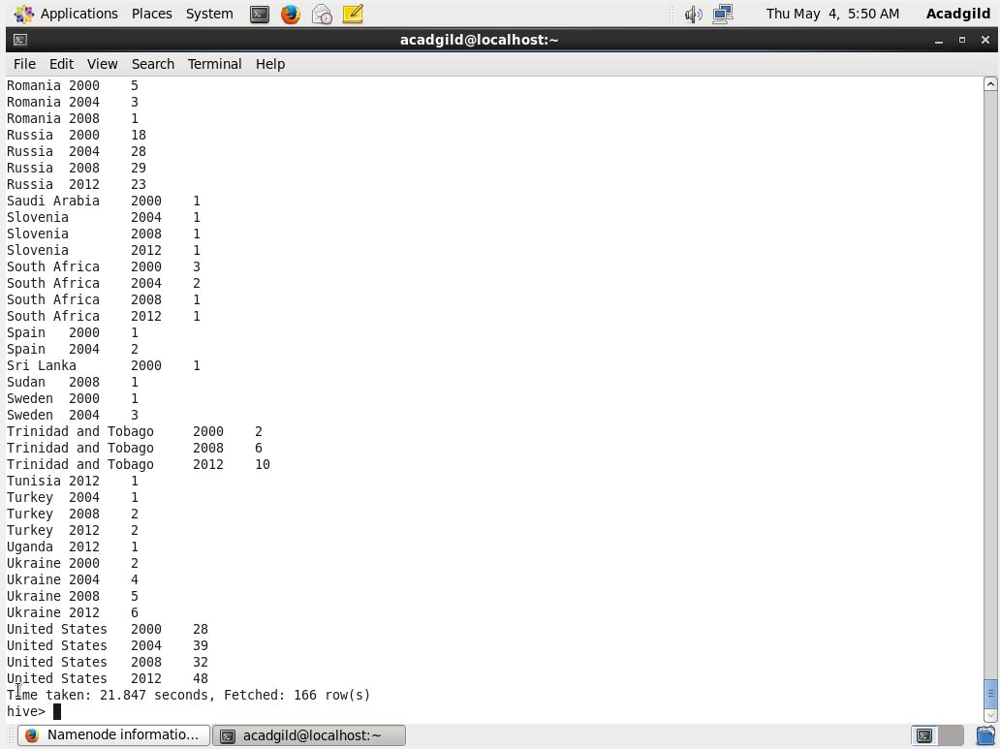 Applications Places System Thu May 4, 5:50 AM Acadgild
acadgild@localhost:~
File Edit View Search Terminal Help
Romania 2000 5
Romania 2004 3
Romania 2008 1
Russia 2000 18
Russia 2004 28
Russia 2008 29
Russia 2012 23
Saudi Arabia 2000 1
Slovenia 2004 1
Slovenia 2008 1
Slovenia 2012 1
South Africa 2000 3
South Africa 2004 2
South Africa 2008 1
South Africa 2012 1
Spain 2000 1
Spain 2004 2
Sri Lanka 2000 1
Sudan 2008 1
Sweden 2000 1
Sweden 2004 3
Trinidad and Tobago 2000 2
Trinidad and Tobago 2008 6
Trinidad and Tobago 2012 10
Tunisia 2012 1
Turkey 2004 1
Turkey 2008 2
Turkey 2012 2
Uganda 2012 1
Ukraine 2000 2
Ukraine 2004 4
Ukraine 2008 5
Ukraine 2012 6
United States 2000 28
United States 2004 39
United States 2008 32
United States 2012 48
Time taken: 21.847 seconds, Fetched: 166 row(s)
hive>
Namenode informatio... acadgild@localhost:~